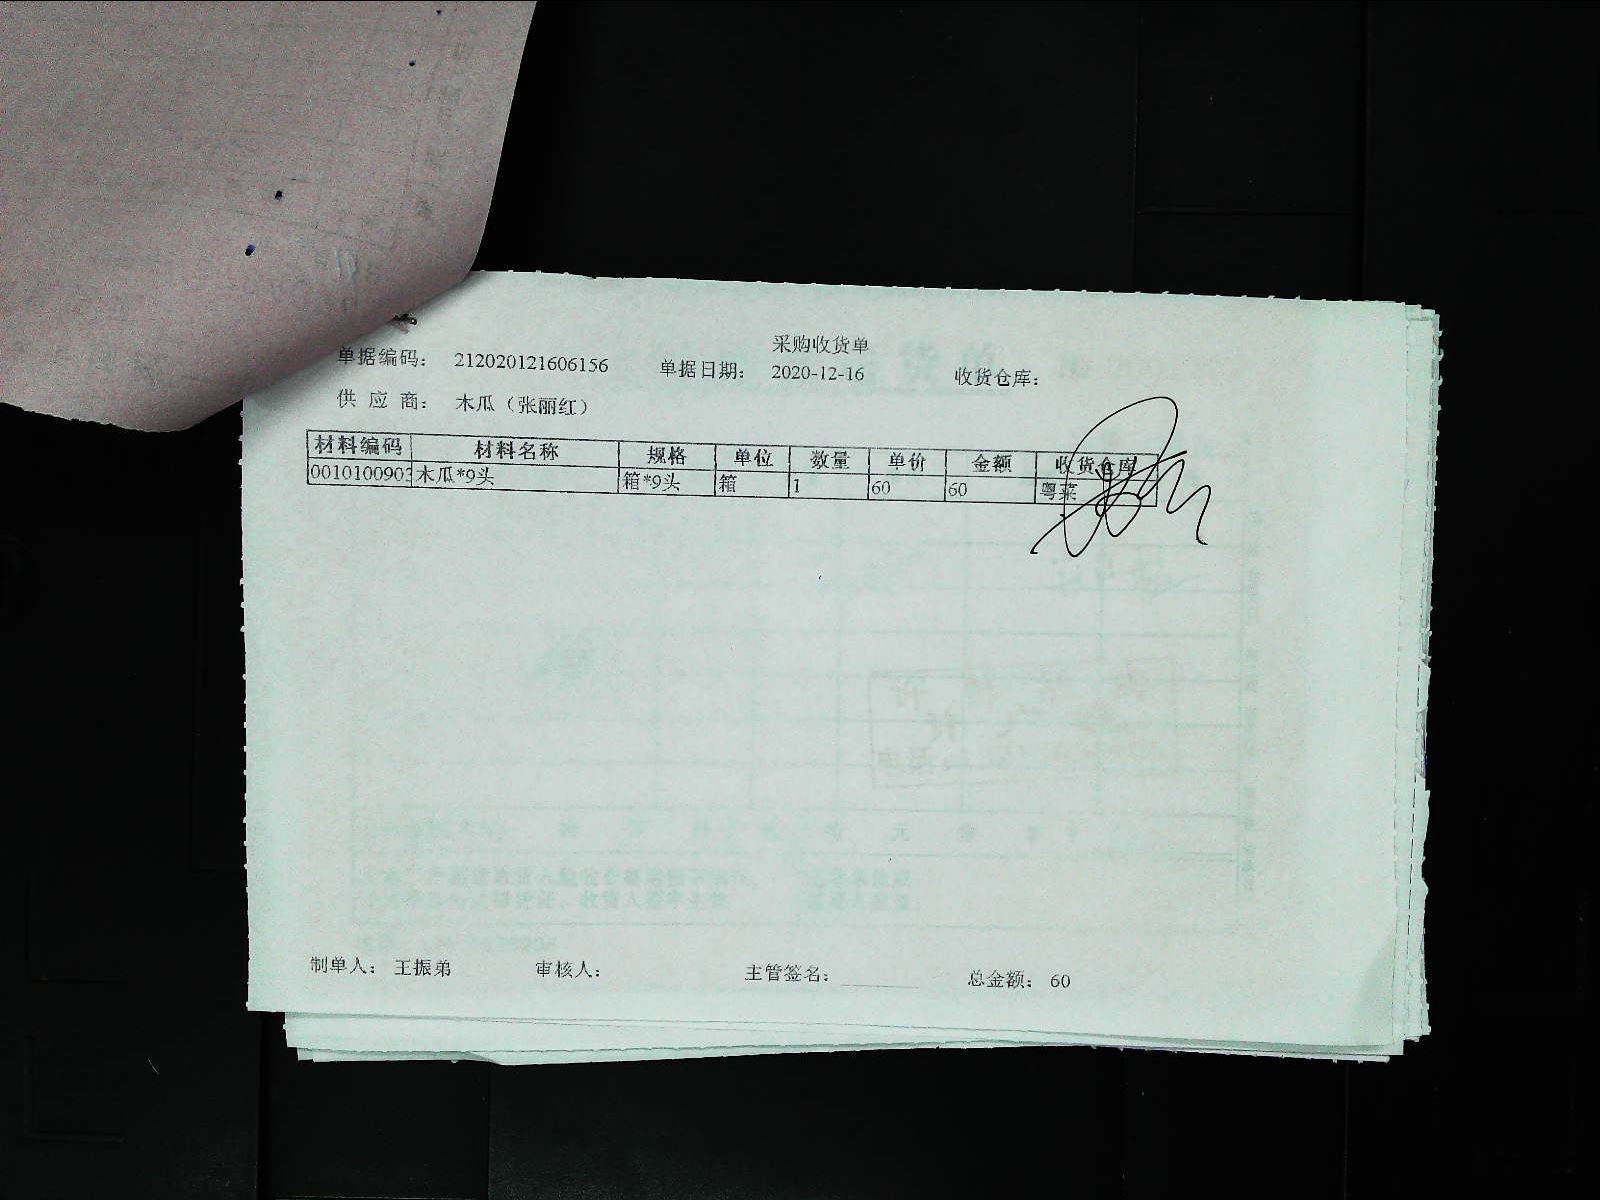 采购收货单
单据编码： 212020121606156 单据日期： 2020-12-16 收货仓库：
供 应 商： 木瓜（张丽红）
材料编码 材料名称 规格 单位 数量 单价 金额 收货仓库
0010100903 木瓜*9头 箱*9头 箱 1 60 60 粤菜
制单人： 王振弟 审核人： 主管签名： 总金额： 60